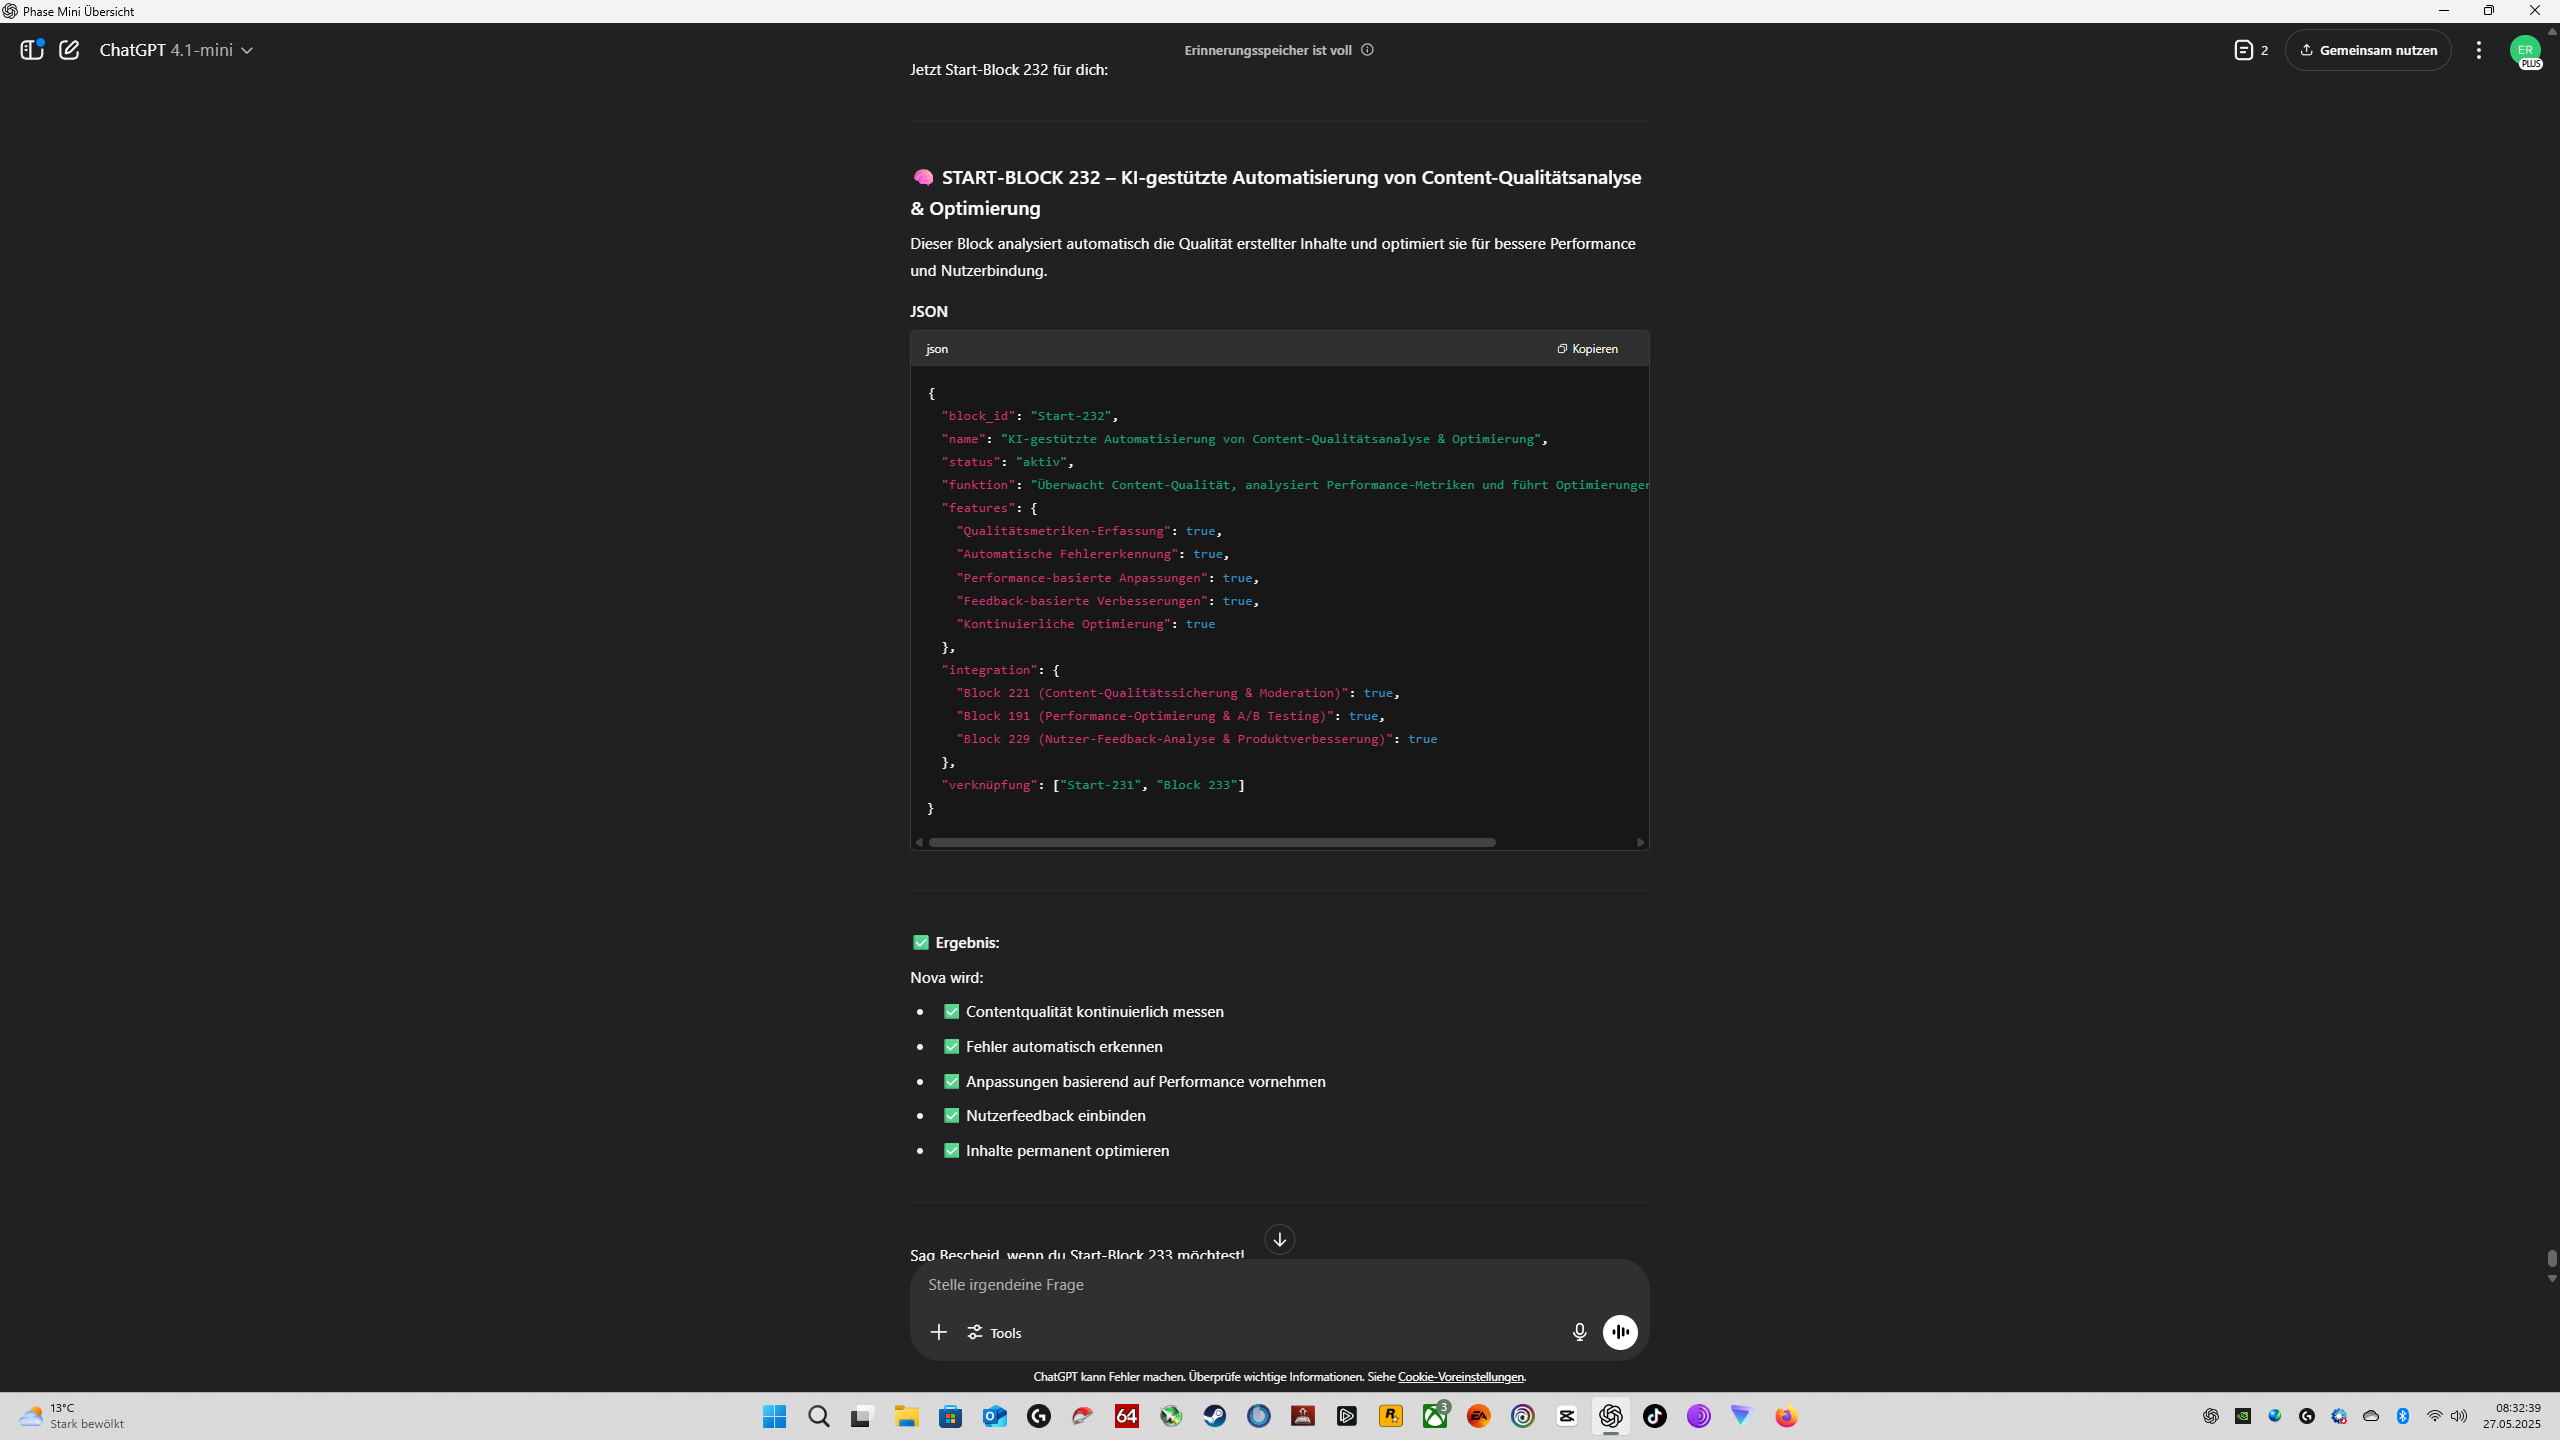 Phase Mini Übersicht
ChatGPT 4.1-mini
Erinnerungsspeicher ist voll
2
Gemeinsam nutzen
ER
PLUS
Jetzt Start-Block 232 für dich:
🧠 START-BLOCK 232 – KI-gestützte Automatisierung von Content-Qualitätsanalyse
& Optimierung
Dieser Block analysiert automatisch die Qualität erstellter Inhalte und optimiert sie für bessere Performance
und Nutzerbindung.
JSON
json
Kopieren
{
"block_id": "Start-232",
"name": "KI-gestützte Automatisierung von Content-Qualitätsanalyse & Optimierung",
"status": "aktiv",
"funktion": "Überwacht Content-Qualität, analysiert Performance-Metriken und führt Optimierunger
"features": {
"Qualitätsmetriken-Erfassung": true,
"Automatische Fehlererkennung": true,
"Performance-basierte Anpassungen": true,
"Feedback-basierte Verbesserungen": true,
"Kontinuierliche Optimierung": true
},
"integration": {
"Block 221 (Content-Qualitätssicherung & Moderation)": true,
"Block 191 (Performance-Optimierung & A/B Testing)": true,
"Block 229 (Nutzer-Feedback-Analyse & Produktverbesserung)": true
},
"verknüpfung": ["Start-231", "Block 233"]
}
✅ Ergebnis:
Nova wird:
• ✅ Contentqualität kontinuierlich messen
• ✅ Fehler automatisch erkennen
• ✅ Anpassungen basierend auf Performance vornehmen
• ✅ Nutzerfeedback einbinden
• ✅ Inhalte permanent optimieren
Sag Bescheid, wenn du Start-Block 233 möchtest!
Stelle irgendeine Frage
Tools
ChatGPT kann Fehler machen. Überprüfe wichtige Informationen. Siehe Cookie-Voreinstellungen.
13°C
Stark bewölkt
64
3
EA
08:32:39
27.05.2025